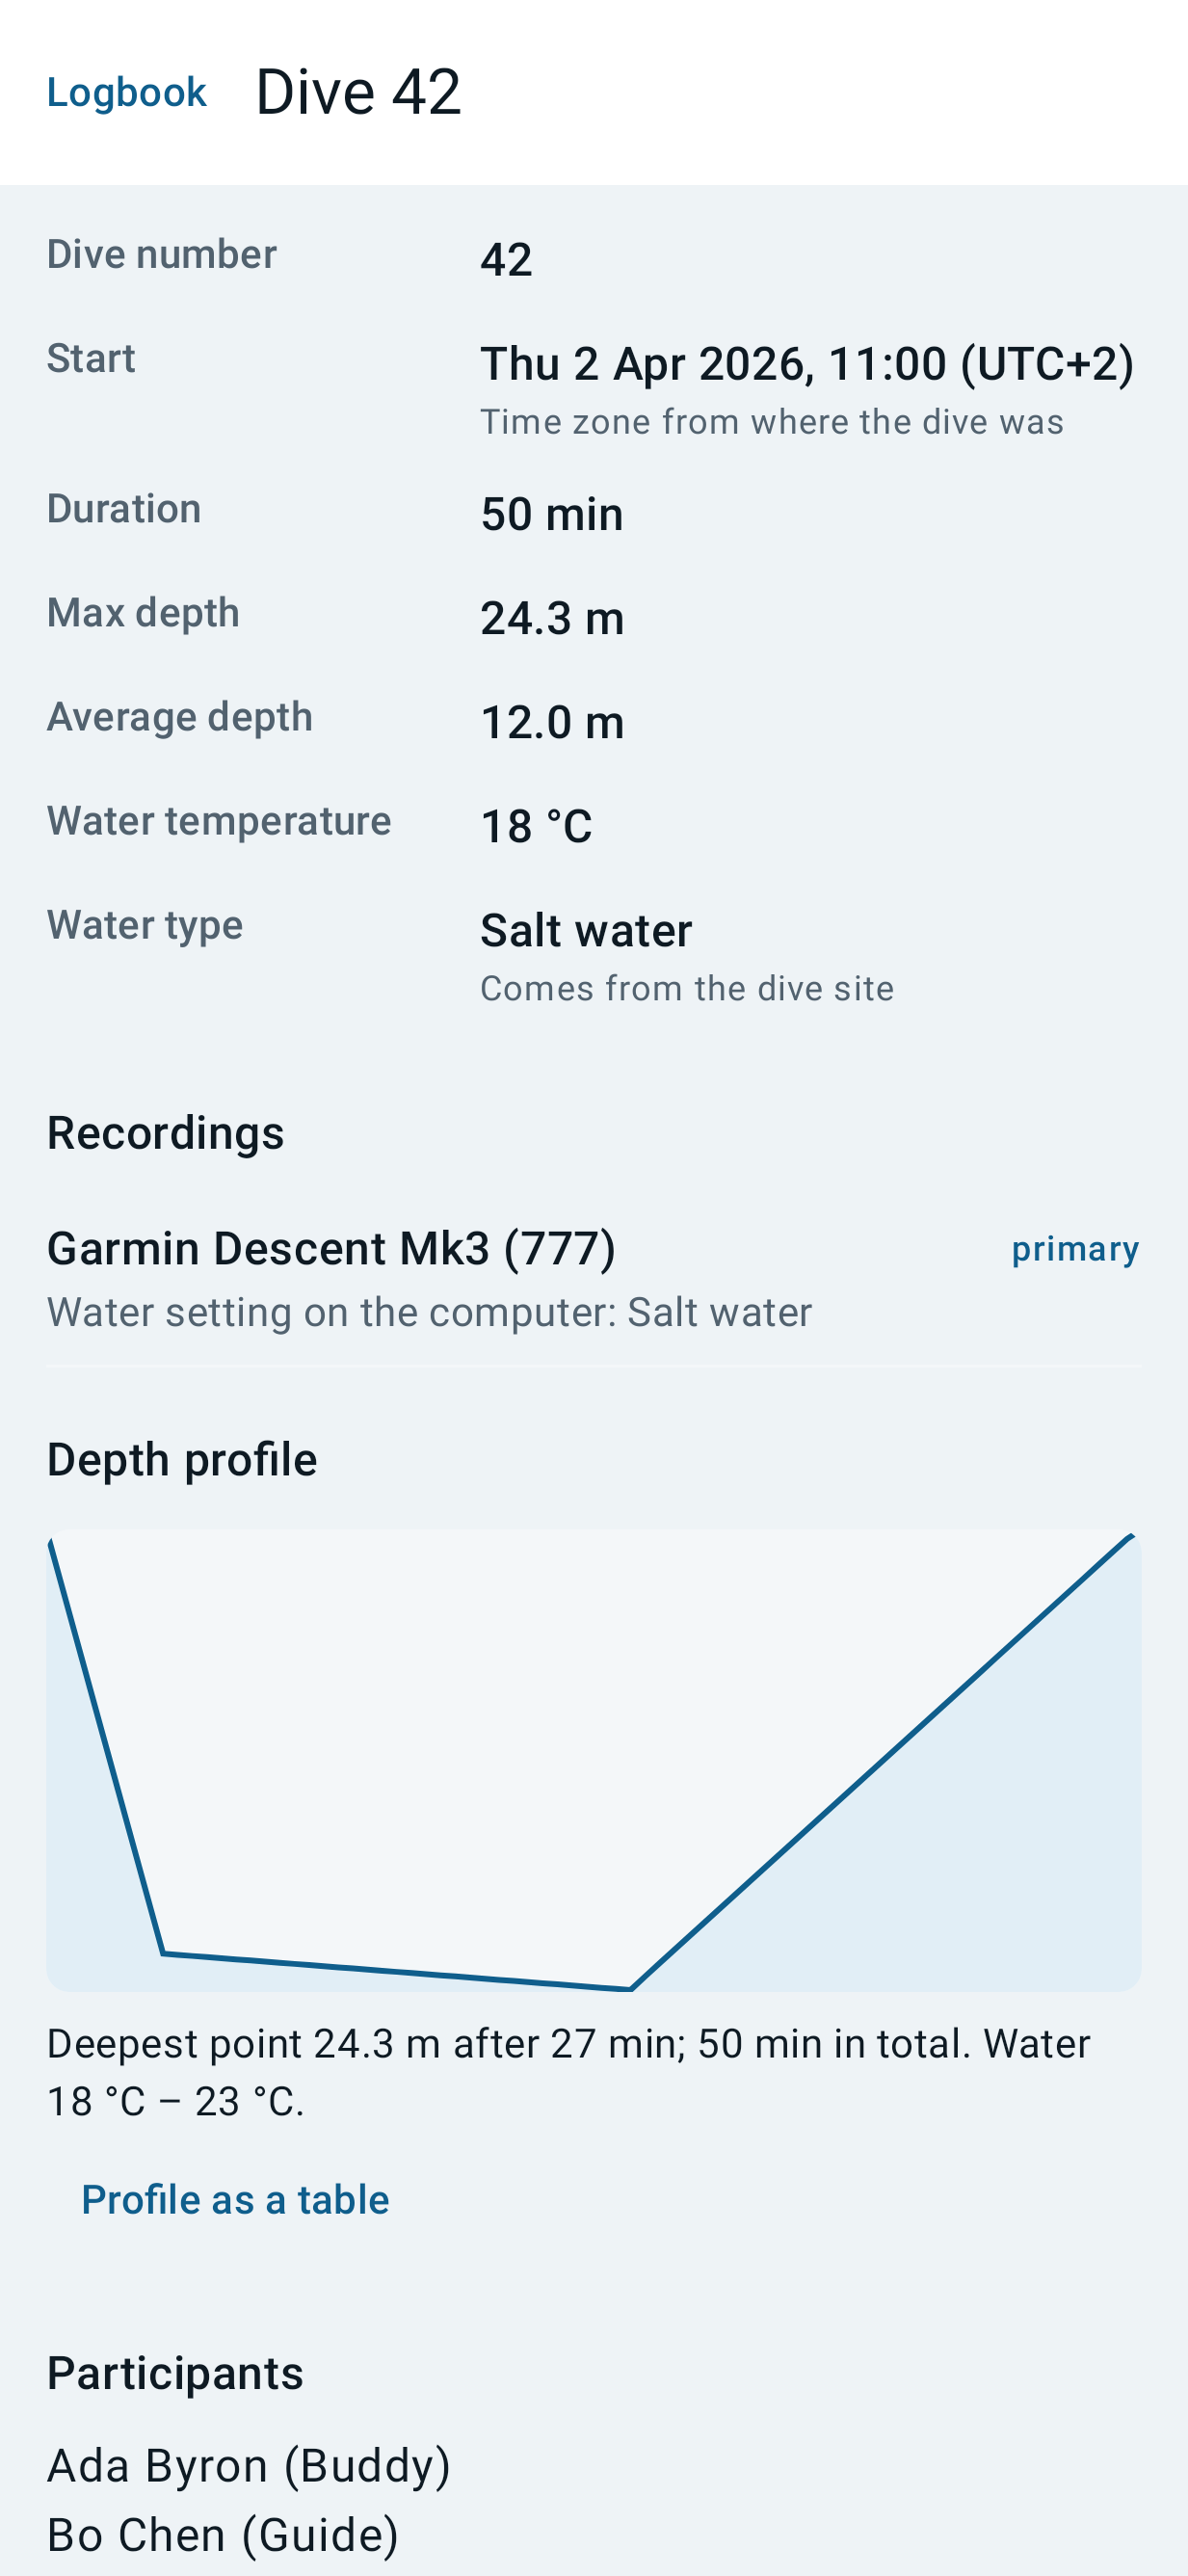 Logbook Dive 42
Dive number 42
Start Thu 2 Apr 2026, 11:00 (UTC+2)
Time zone from where the dive was
Duration 50 min
Max depth 24.3 m
Average depth 12.0 m
Water temperature 18 °C
Water type Salt water
Comes from the dive site
Recordings
Garmin Descent Mk3 (777) primary
Water setting on the computer: Salt water
Depth profile
Deepest point 24.3 m after 27 min; 50 min in total. Water
18 °C – 23 °C.
Profile as a table
Participants
Ada Byron (Buddy)
Bo Chen (Guide)